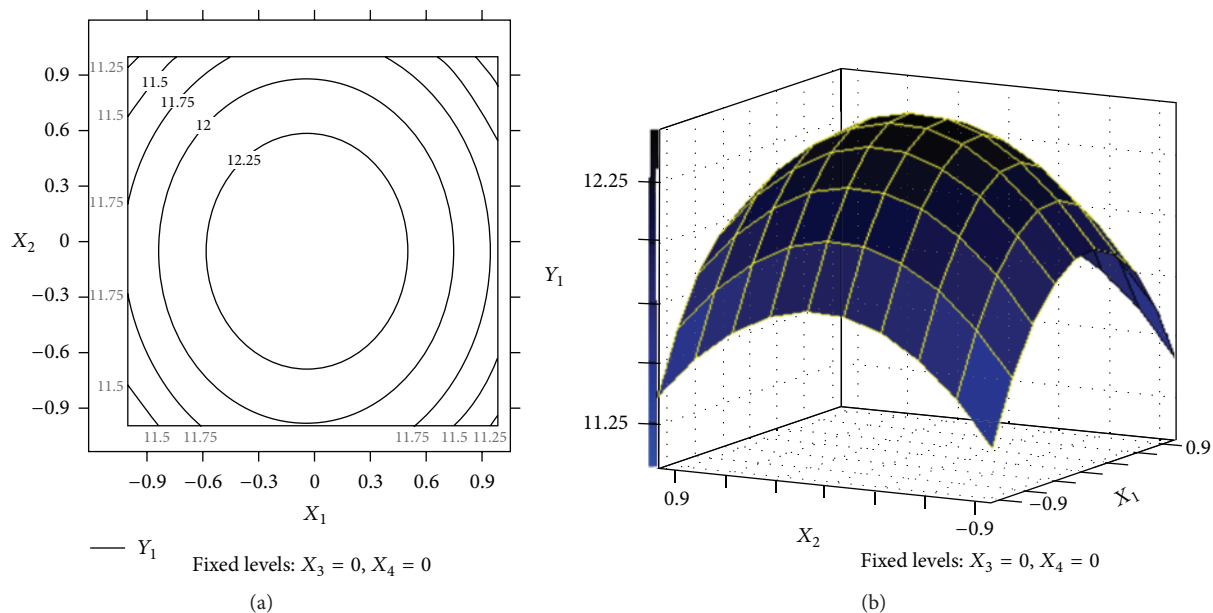 11.25
11.5
11.75
12
12.25
11.5
11.75
11.75
11.5
11.5 11.75 11.75 11.5 11.25
0.9
0.6
0.3
0
−0.3
−0.6
−0.9
X2
−0.9 −0.6 −0.3 0 0.3 0.6 0.9
X1
Y1
Fixed levels: X3 = 0, X4 = 0
(a)
12.25
11.25
Y1
0.9
−0.9
X2
−0.9
0.9
X1
Fixed levels: X3 = 0, X4 = 0
(b)